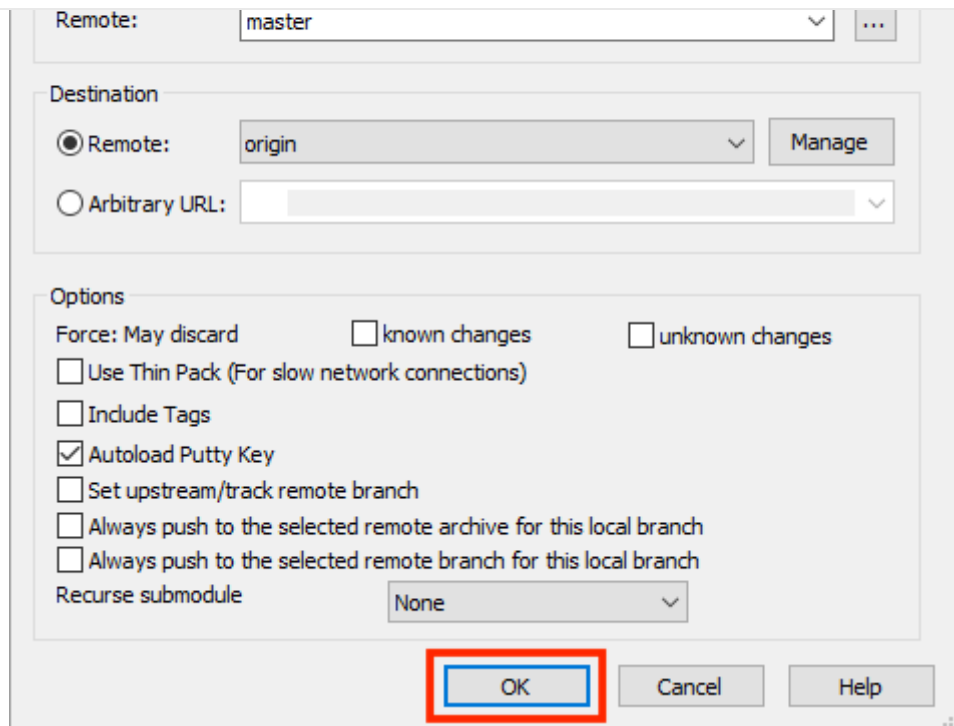 Remote: master ...
Destination
Remote: origin Manage
Arbitrary URL:
Options
Force: May discard known changes unknown changes
Use Thin Pack (For slow network connections)
Include Tags
Autoload Putty Key
Set upstream/track remote branch
Always push to the selected remote archive for this local branch
Always push to the selected remote branch for this local branch
Recurse submodule None
OK Cancel Help